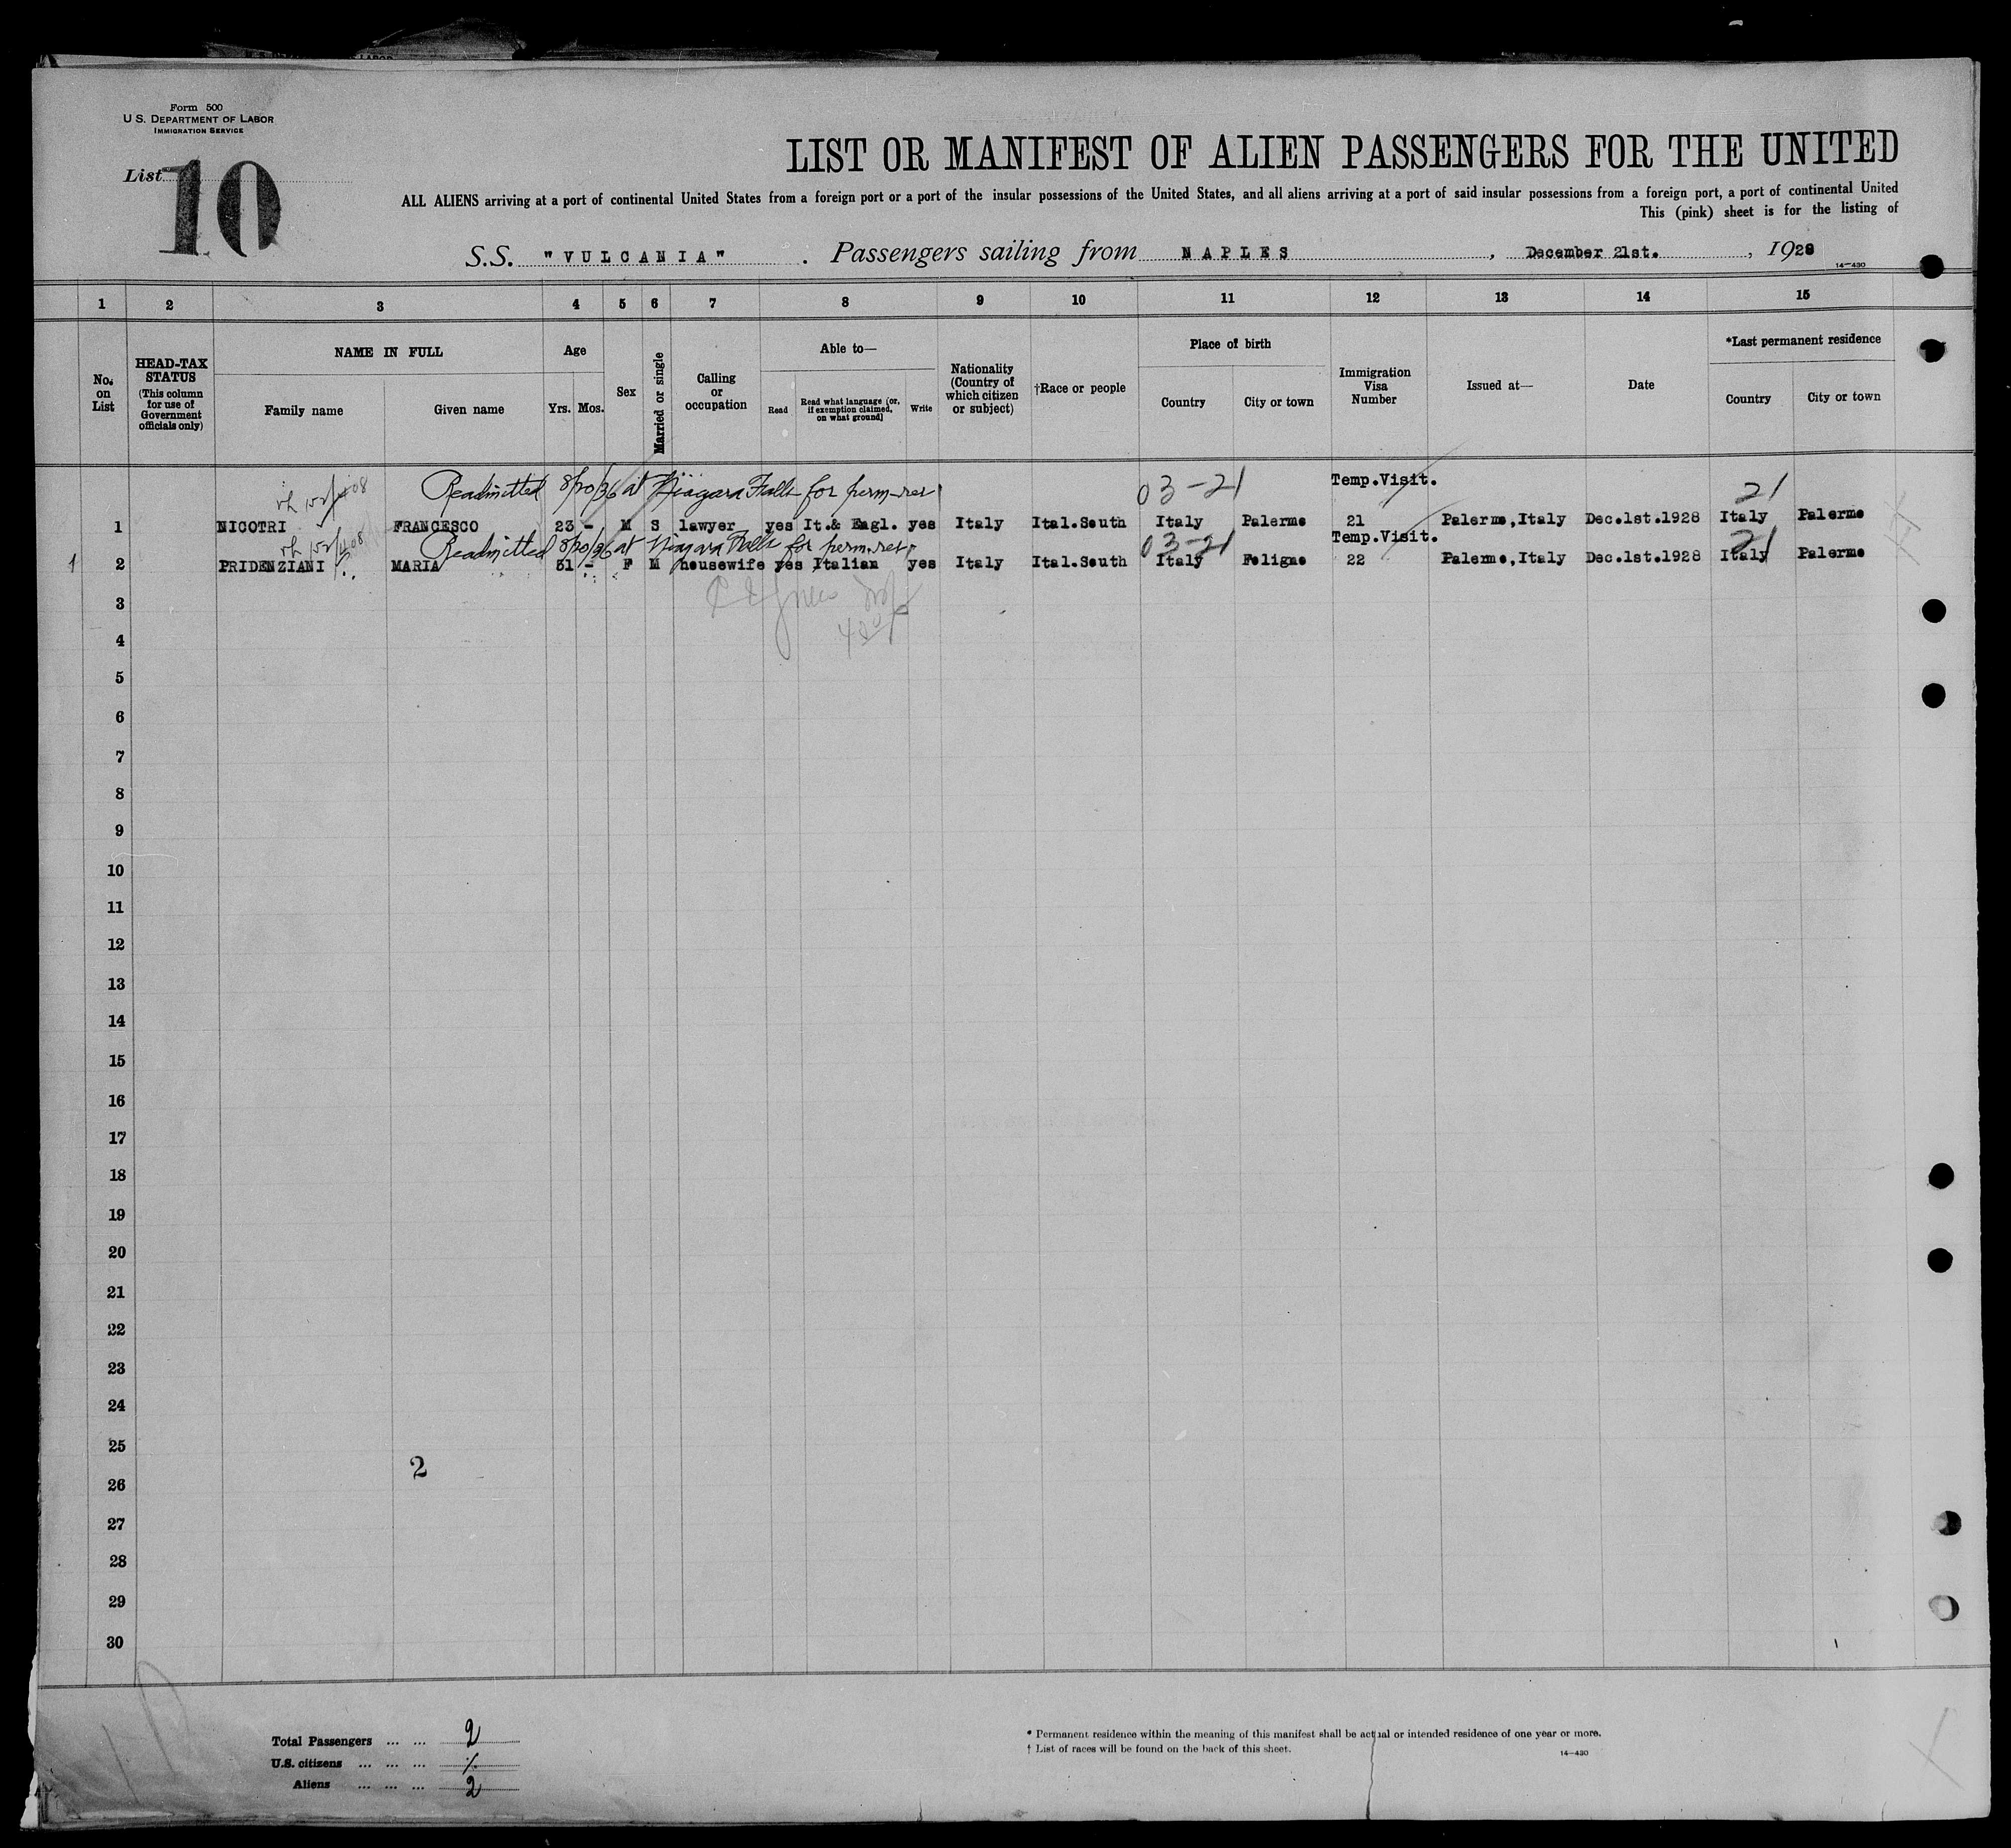 Form 500
U.S. DEPARTMENT OF LABOR
IMMIGRATION SERVICE
List 10
LIST OR MANIFEST OF ALIEN PASSENGERS FOR THE UNITED
ALL ALIENS arriving at a port of continental United States from a foreign port or a port of the insular possessions of the United States, and all aliens arriving at a port of said insular possessions from a foreign port, a port of continental United
This (pink) sheet is for the listing of
S.S. "VULCANIA" . Passengers sailing from NAPLES , December 21st. , 1928
14-430
1 2 3 4 5 6 7 8 9 10 11 12 13 14 15
No. on List
HEAD-TAX STATUS (This column for use of Government officials only)
NAME IN FULL
Family name Given name
Age
Yrs. Mos.
Sex
Married or single
Calling or occupation
Able to—
Read
Read what language (or, if exemption claimed, on what ground)
Write
Nationality (Country of which citizen or subject)
†Race or people
Place of birth
Country City or town
Immigration Visa Number
Issued at—
Date
*Last permanent residence
Country City or town
Readmitted 8/20/36 at Niagara Falls for perm-res 03-21 Temp.Visit. 21
1 NICOTRI FRANCESCO 23 - M S lawyer yes It.& Engl. yes Italy Ital.South Italy Palermo 21 Palermo,Italy Dec.1st.1928 Italy Palermo
Readmitted 8/20/36 at Niagara Falls for perm.res. 03-21 Temp.Visit. 21
1 2 PRIDENZIANI MARIA 51 - F M housewife yes Italian yes Italy Ital.South Italy Foligno 22 Palermo,Italy Dec.1st.1928 Italy Palermo
3
4
5
6
7
8
9
10
11
12
13
14
15
16
17
18
19
20
21
22
23
24
25
2
26
27
28
29
30
Total Passengers ... ... 2
U.S. citizens ... ... ... /.
Aliens ... ... ... 2
* Permanent residence within the meaning of this manifest shall be actual or intended residence of one year or more.
† List of races will be found on the back of this sheet.
14-430